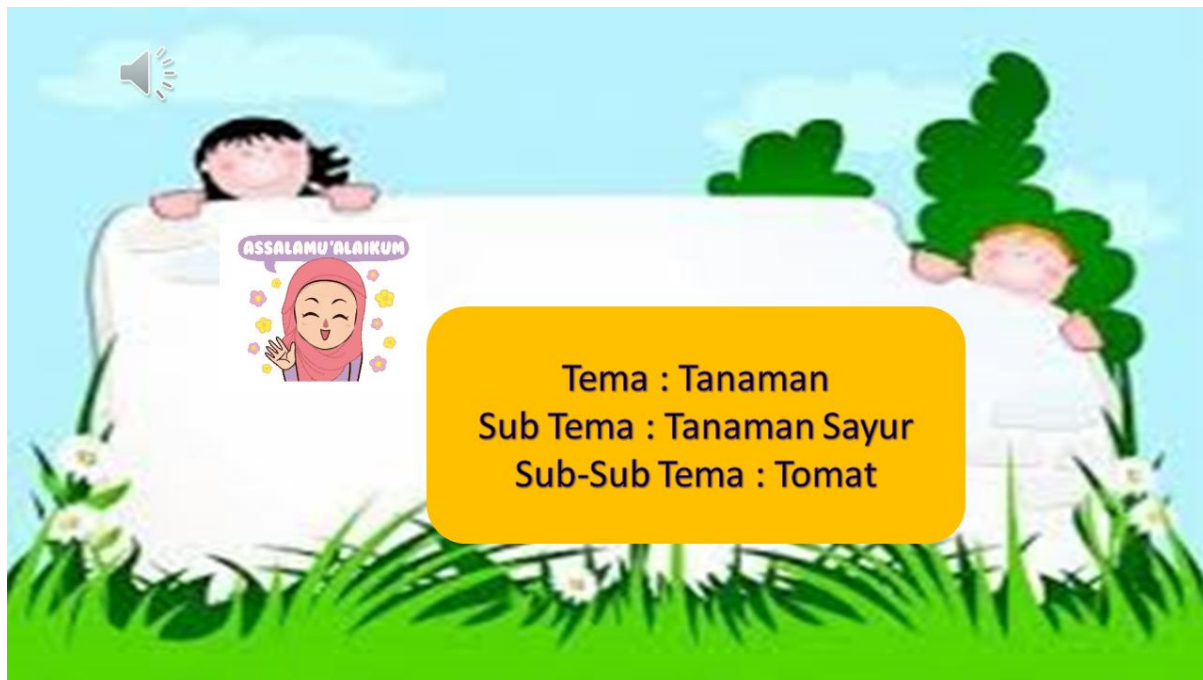 ASSALAMU'ALAIKUM
Tema : Tanaman
Sub Tema : Tanaman Sayur
Sub-Sub Tema : Tomat